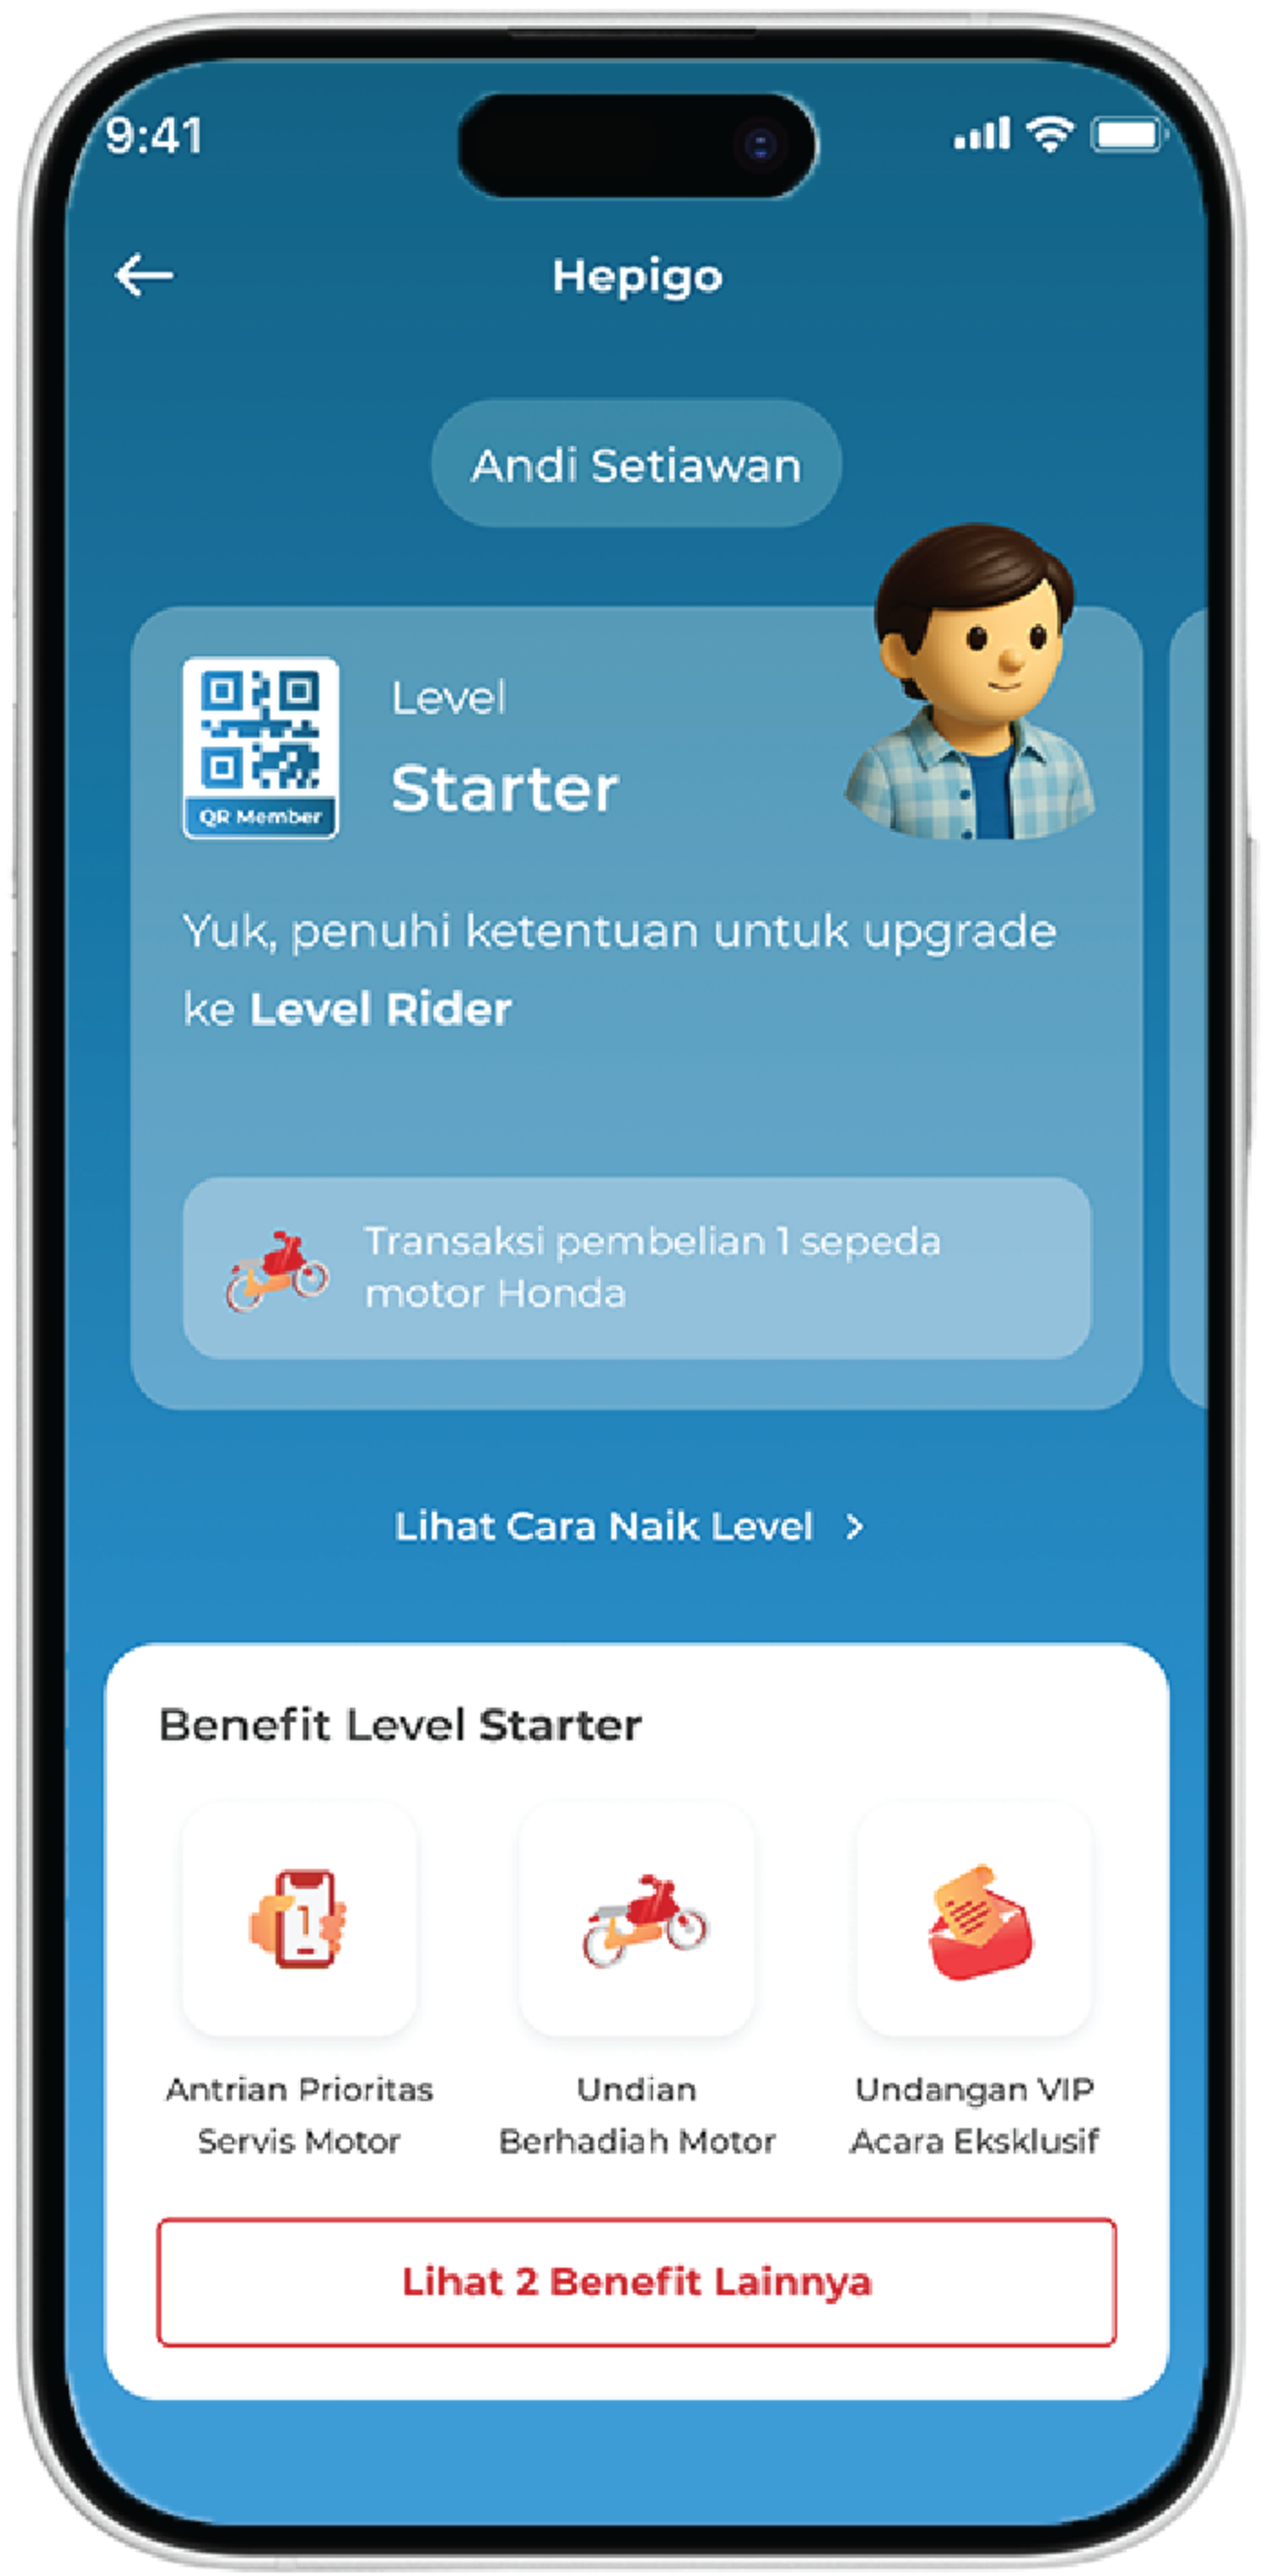 9:41
Hepigo
Andi Setiawan
Level
Starter
QR Member
Yuk, penuhi ketentuan untuk upgrade
ke Level Rider
Transaksi pembelian 1 sepeda
motor Honda
Lihat Cara Naik Level >
Benefit Level Starter
1
Antrian Prioritas
Servis Motor
Undian
Berhadiah Motor
Undangan VIP
Acara Eksklusif
Lihat 2 Benefit Lainnya